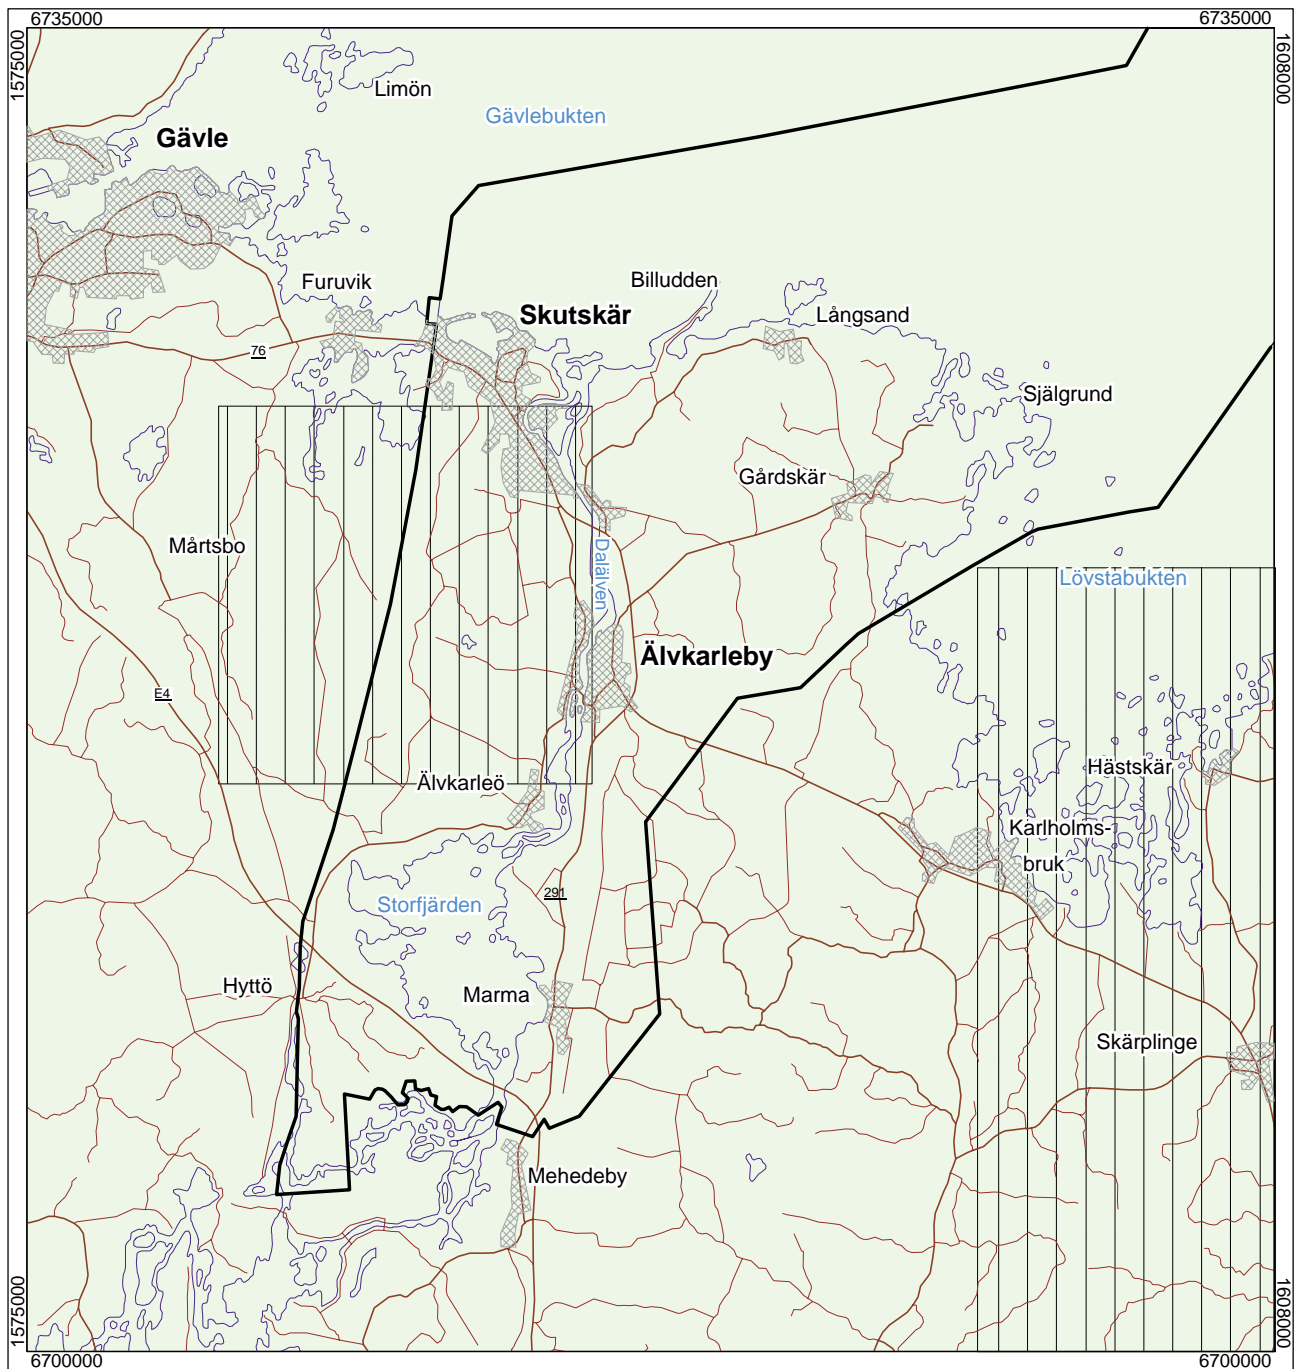 6735000
6735000
1575000
1608000
Limön
Gävlebukten
Gävle
Furuvik
Billudden
Skutskär
Långsand
76
Själgrund
Gårdskär
Mårtsbo
Dalälven
Lövstabukten
Älvkarleby
E4
Hästskär
Älvkarleö
Karlholms-
bruk
291
Storfjärden
Hyttö
Marma
Skärplinge
Mehedeby
1575000
1608000
6700000
6700000